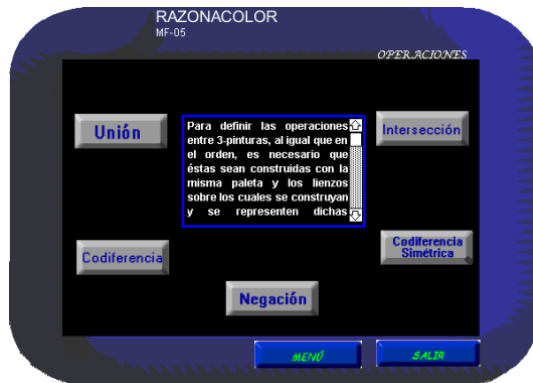 RAZONACOLOR
MF-05
OPERACIONES
Unión
Para definir las operaciones
entre 3-pinturas, al igual que en
el orden, es necesario que
éstas sean construidas con la
misma paleta y los lienzos
sobre los cuales se construyan
y se representen dichas
Intersección
Codiferencia
Codiferencia
Simétrica
Negación
MENÚ
SALIR